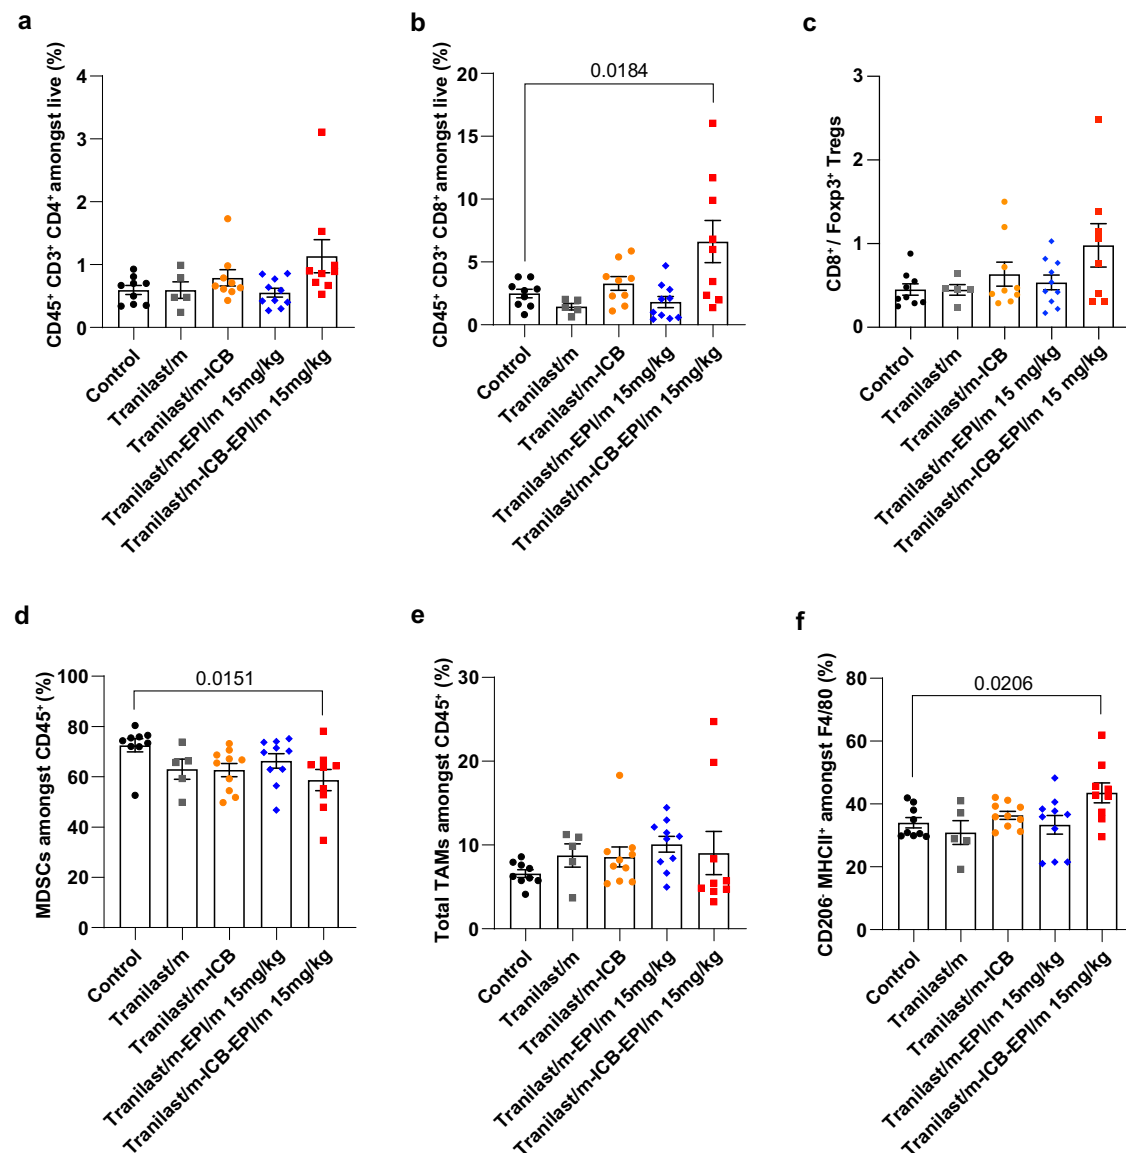 a
CD45⁺ CD3⁺ CD4⁺ amongst live (%)
4
3
2
1
0
Control
Tranilast/m
Tranilast/m-ICB
Tranilast/m-EPI/m 15mg/kg
Tranilast/m-ICB-EPI/m 15mg/kg
b
CD45⁺ CD3⁺ CD8⁺ amongst live (%)
20
15
10
5
0
0.0184
Control
Tranilast/m
Tranilast/m-ICB
Tranilast/m-EPI/m 15mg/kg
Tranilast/m-ICB-EPI/m 15mg/kg
c
CD8⁺ / Foxp3⁺ Tregs
3
2
1
0
Control
Tranilast/m
Tranilast/m-ICB
Tranilast/m-EPI/m 15 mg/kg
Tranilast/m-ICB-EPI/m 15 mg/kg
d
MDSCs amongst CD45⁺ (%)
100
80
60
40
20
0
0.0151
Control
Tranilast/m
Tranilast/m-ICB
Tranilast/m-EPI/m 15mg/kg
Tranilast/m-ICB-EPI/m 15mg/kg
e
Total TAMs amongst CD45⁺ (%)
30
20
10
0
Control
Tranilast/m
Tranilast/m-ICB
Tranilast/m-EPI/m 15mg/kg
Tranilast/m-ICB-EPI/m 15mg/kg
f
CD206⁻ MHCII⁺ amongst F4/80 (%)
80
60
40
20
0
0.0206
Control
Tranilast/m
Tranilast/m-ICB
Tranilast/m-EPI/m 15mg/kg
Tranilast/m-ICB-EPI/m 15mg/kg